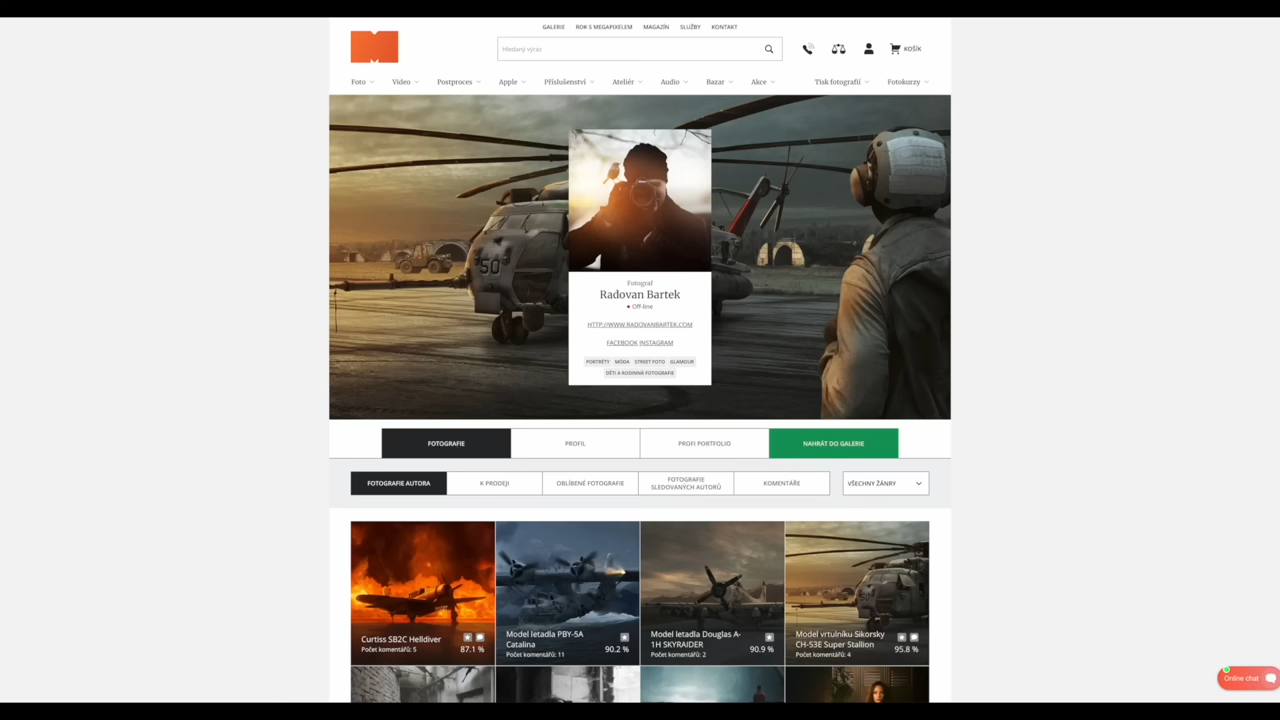 GALERIE ROK S MEGAPIXELEM MAGAZÍN SLUŽBY KONTAKT
Hledaný výraz
KOŠÍK
Foto Video Postproces Apple Příslušenství Ateliér Audio Bazar Akce Tisk fotografií Fotokurzy
50
Fotograf
Radovan Bartek
Off-line
HTTP://WWW.RADOVANBARTEK.COM
FACEBOOK INSTAGRAM
PORTRÉTY MÓDA STREET FOTO GLAMOUR
DĚTI A RODINNÁ FOTOGRAFIE
FOTOGRAFIE PROFIL PROFI PORTFOLIO NAHRÁT DO GALERIE
FOTOGRAFIE AUTORA K PRODEJI OBLÍBENÉ FOTOGRAFIE FOTOGRAFIE SLEDOVANÝCH AUTORŮ KOMENTÁŘE VŠECHNY ŽÁNRY
Curtiss SB2C Helldiver
Počet komentářů: 5
87.1 %
Model letadla PBY-5A
Catalina
Počet komentářů: 11
90.2 %
Model letadla Douglas A-
1H SKYRAIDER
Počet komentářů: 2
90.9 %
Model vrtulníku Sikorsky
CH-53E Super Stallion
Počet komentářů: 4
95.8 %
Online chat